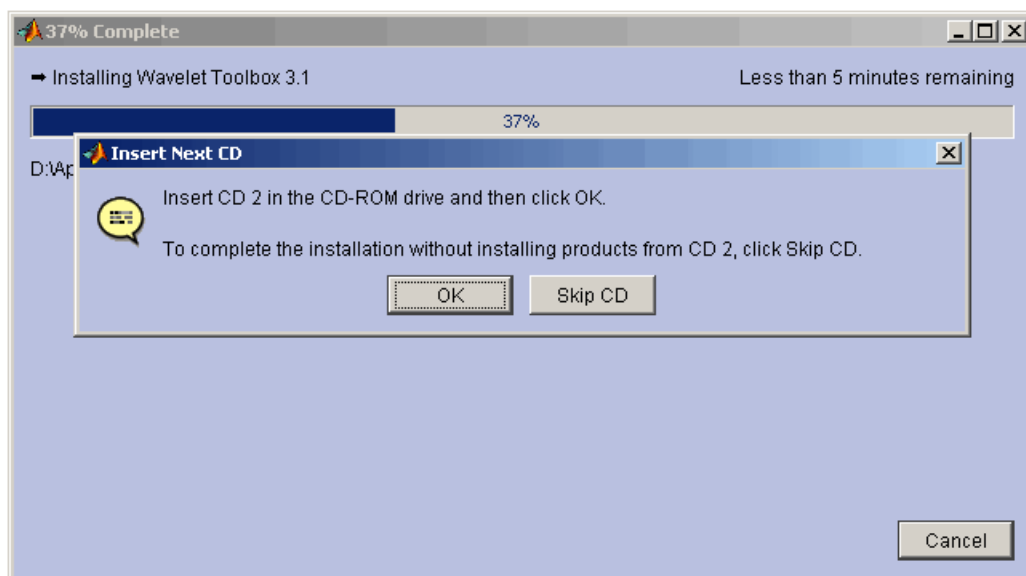 37% Complete
➡ Installing Wavelet Toolbox 3.1 Less than 5 minutes remaining
37%
Insert Next CD
D:\Ap
Insert CD 2 in the CD-ROM drive and then click OK.
To complete the installation without installing products from CD 2, click Skip CD.
OK Skip CD
Cancel